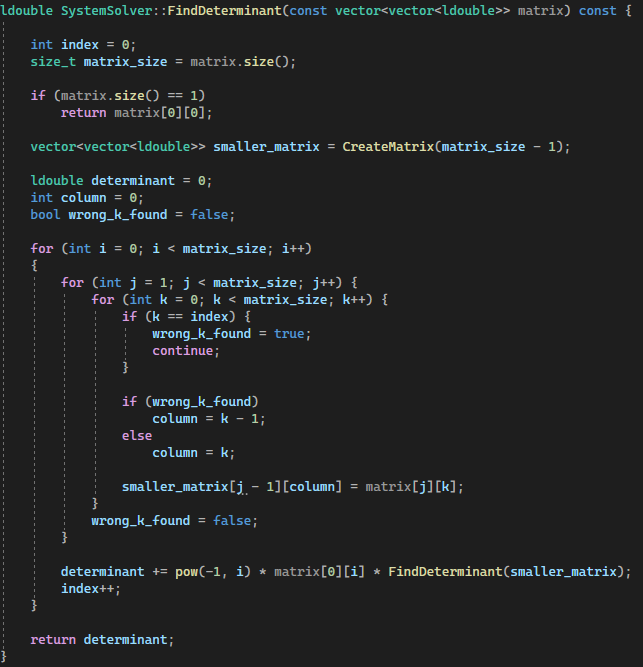 ldouble SystemSolver::FindDeterminant(const vector<vector<ldouble>> matrix) const {
int index = 0;
size_t matrix_size = matrix.size();
if (matrix.size() == 1)
return matrix[0][0];
vector<vector<ldouble>> smaller_matrix = CreateMatrix(matrix_size - 1);
ldouble determinant = 0;
int column = 0;
bool wrong_k_found = false;
for (int i = 0; i < matrix_size; i++)
{
for (int j = 1; j < matrix_size; j++) {
for (int k = 0; k < matrix_size; k++) {
if (k == index) {
wrong_k_found = true;
continue;
}
if (wrong_k_found)
column = k - 1;
else
column = k;
smaller_matrix[j - 1][column] = matrix[j][k];
}
wrong_k_found = false;
}
determinant += pow(-1, i) * matrix[0][i] * FindDeterminant(smaller_matrix);
index++;
}
return determinant;
}